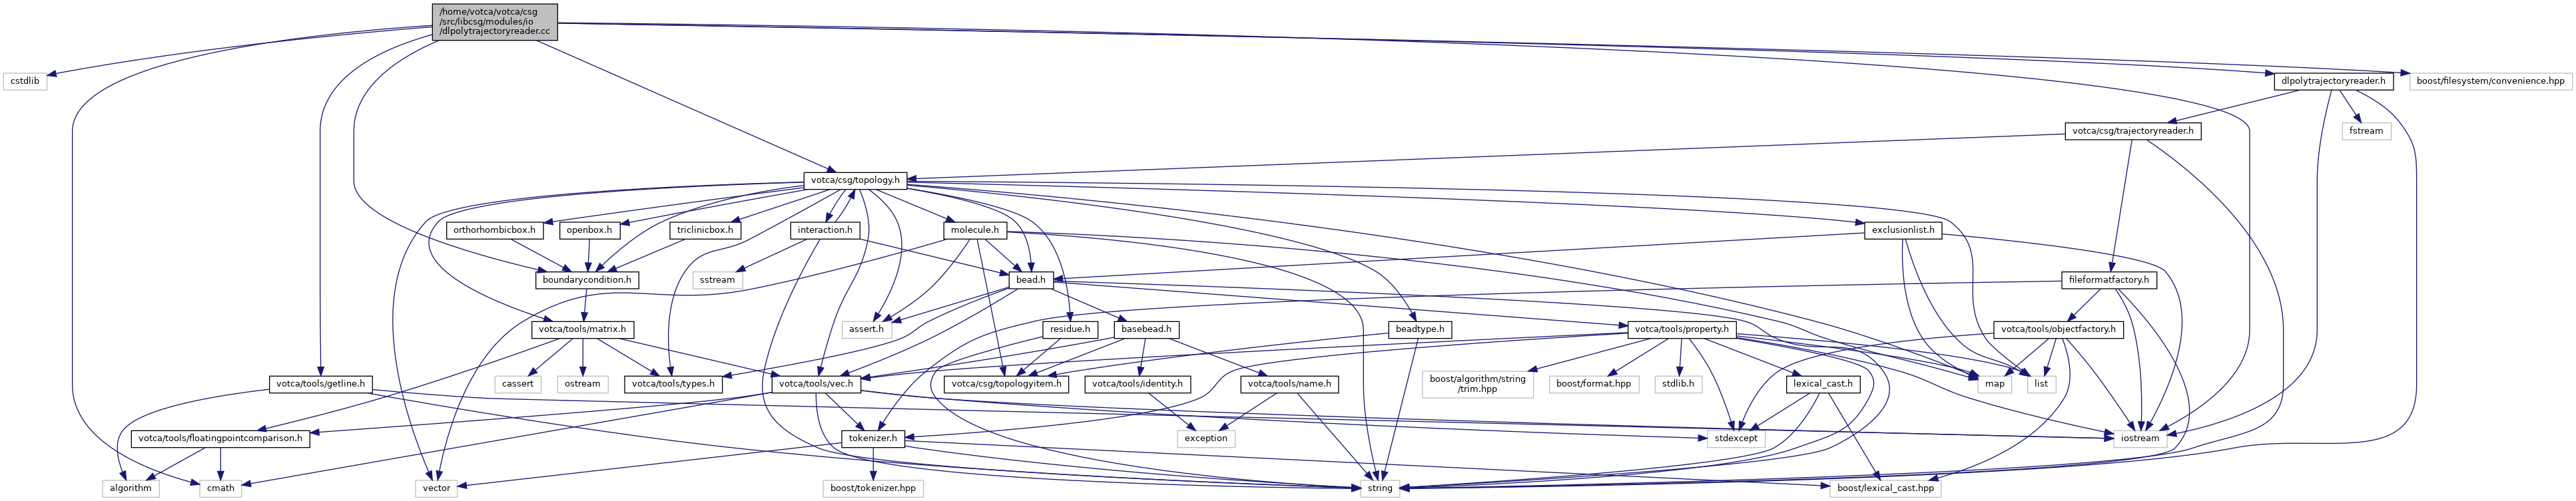 /home/votca/votca/csg
/src/libcsg/modules/io
/dlpolytrajectoryreader.cc
cstdlib
dlpolytrajectoryreader.h
boost/filesystem/convenience.hpp
votca/csg/trajectoryreader.h
fstream
votca/csg/topology.h
orthorhombicbox.h
openbox.h
triclinicbox.h
interaction.h
molecule.h
exclusionlist.h
boundarycondition.h
sstream
bead.h
fileformatfactory.h
votca/tools/matrix.h
assert.h
residue.h
basebead.h
beadtype.h
votca/tools/property.h
votca/tools/objectfactory.h
votca/tools/getline.h
cassert
ostream
votca/tools/types.h
votca/tools/vec.h
votca/csg/topologyitem.h
votca/tools/identity.h
votca/tools/name.h
boost/algorithm/string
/trim.hpp
boost/format.hpp
stdlib.h
lexical_cast.h
map
list
votca/tools/floatingpointcomparison.h
tokenizer.h
exception
stdexcept
iostream
algorithm
cmath
vector
boost/tokenizer.hpp
string
boost/lexical_cast.hpp